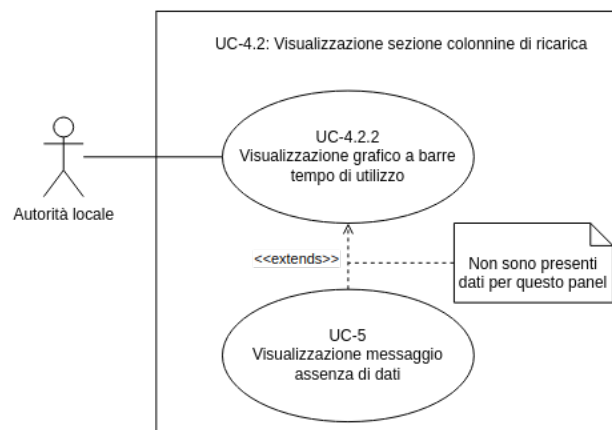 UC-4.2: Visualizzazione sezione colonnine di ricarica
UC-4.2.2
Visualizzazione grafico a barre
tempo di utilizzo
Autorità locale
<<extends>>
Non sono presenti
dati per questo panel
UC-5
Visualizzazione messaggio
assenza di dati